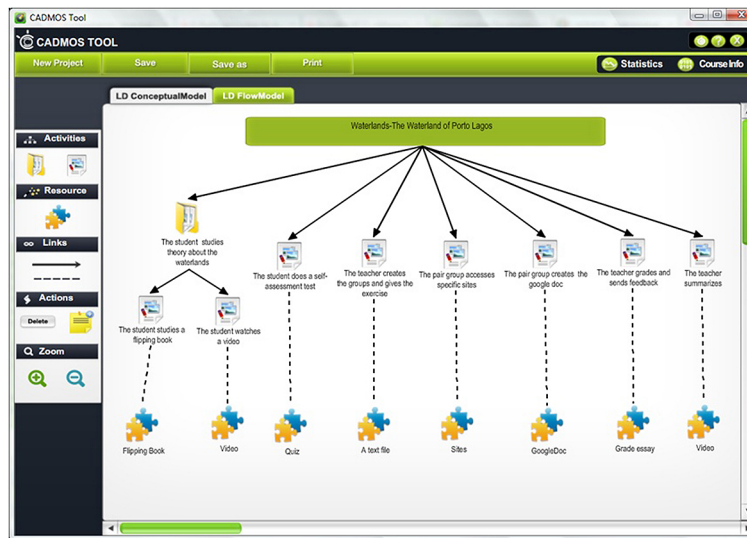 CADMOS Tool
CADMOS TOOL
New Project
Save
Save as
Print
Statistics
Course Info
LD ConceptualModel
LD FlowModel
Activities
Resource
Links
Actions
Delete
Zoom
Waterlands-The Waterland of Porto Lagos
The student studies
theory about the
waterlands
The student does a self-
assessment test
The teacher creates
the groups and gives the
exercise
The pair group accesses
specific sites
The pair group creates the
google doc
The teacher grades and
sends feedback
The teacher
summarizes
The student studies a
flipping book
The student watches
a video
Flipping Book
Video
Quiz
A text file
Sites
GoogleDoc
Grade essay
Video